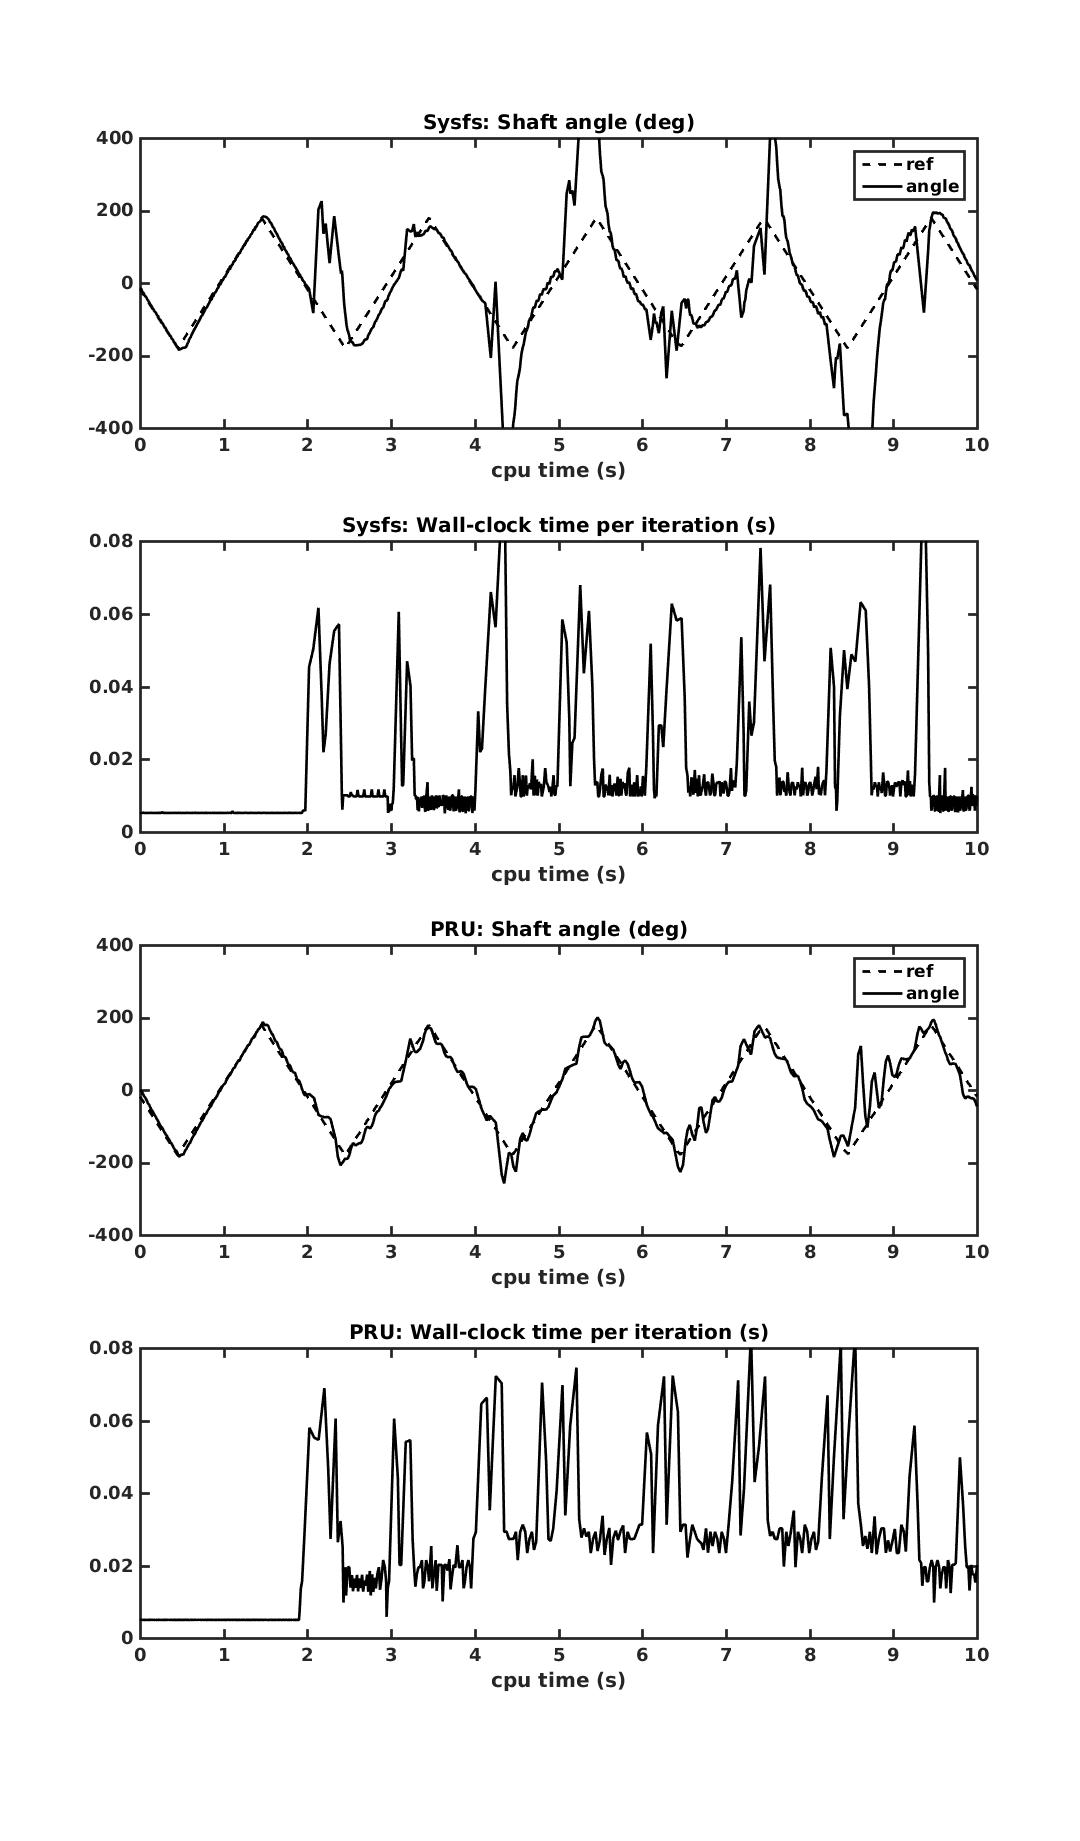 Sysfs: Shaft angle (deg)
400
200
0
-200
-400
ref
angle
0 1 2 3 4 5 6 7 8 9 10
cpu time (s)
Sysfs: Wall-clock time per iteration (s)
0.08
0.06
0.04
0.02
0
0 1 2 3 4 5 6 7 8 9 10
cpu time (s)
PRU: Shaft angle (deg)
400
200
0
-200
-400
ref
angle
0 1 2 3 4 5 6 7 8 9 10
cpu time (s)
PRU: Wall-clock time per iteration (s)
0.08
0.06
0.04
0.02
0
0 1 2 3 4 5 6 7 8 9 10
cpu time (s)